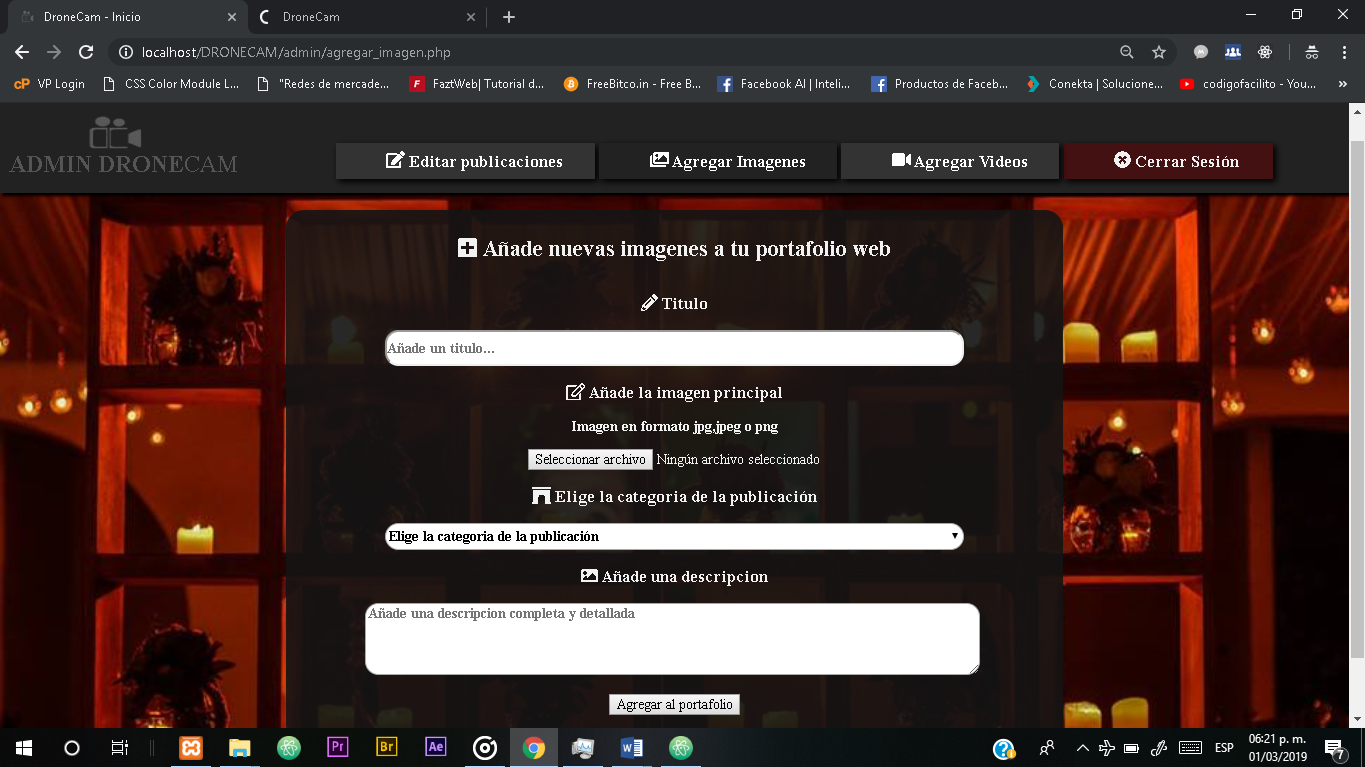 DroneCam - Inicio
DroneCam
localhost/DRONECAM/admin/agregar_imagen.php
cP VP Login
CSS Color Module L...
"Redes de mercade...
F FaztWeb| Tutorial d...
FreeBitco.in - Free B...
Facebook AI | Inteli...
Productos de Faceb...
Conekta | Solucione...
codigofacilito - You...
»
ADMIN DRONECAM
Editar publicaciones
Agregar Imagenes
Agregar Videos
Cerrar Sesión
Añade nuevas imagenes a tu portafolio web
Titulo
Añade un titulo...
Añade la imagen principal
Imagen en formato jpg,jpeg o png
Seleccionar archivo Ningún archivo seleccionado
Elige la categoria de la publicación
Elige la categoria de la publicación
Añade una descripcion
Añade una descripcion completa y detallada
Agregar al portafolio
Pr
Br
Ae
W
ESP
06:21 p. m.
01/03/2019
7